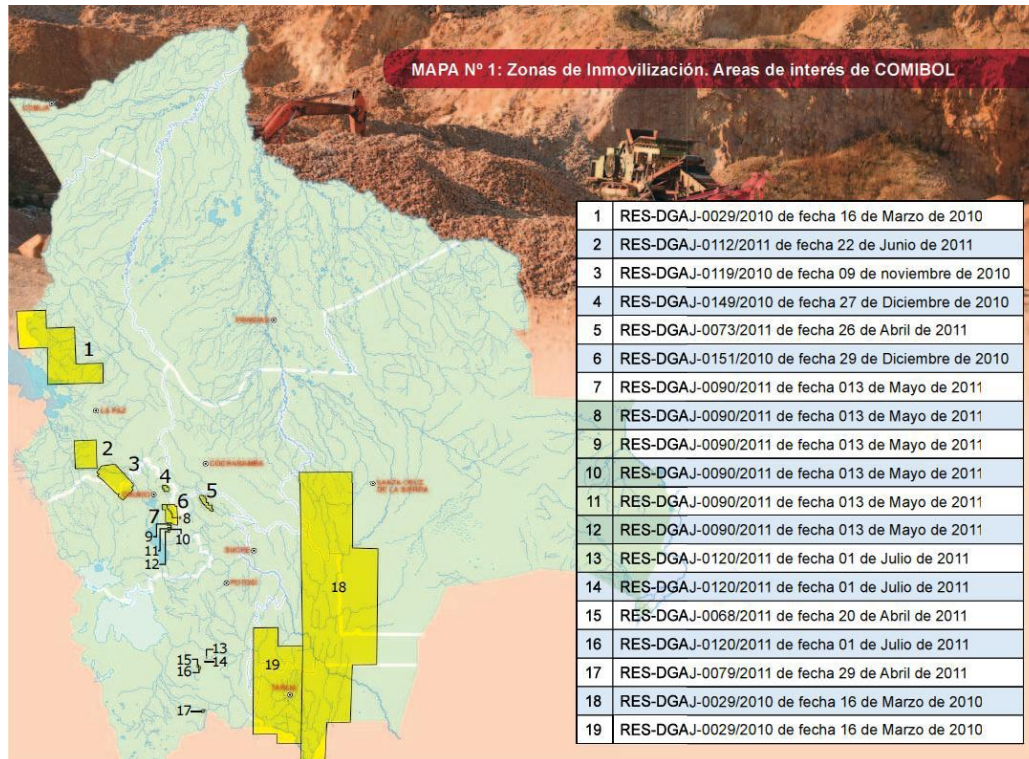 MAPA Nº 1: Zonas de Inmovilización. Areas de interés de COMIBOL
COBIJA
TRINIDAD
1
LA PAZ
2
3
4
5
6
7
8
9
10
11
12
COCHABAMBA
ORURO
SANTA CRUZ
DE LA SIERRA
SUCRE
POTOSI
18
13
14
15
16
19
TARIJA
17
1 RES-DGAJ-0029/2010 de fecha 16 de Marzo de 2010
2 RES-DGAJ-0112/2011 de fecha 22 de Junio de 2011
3 RES-DGAJ-0119/2010 de fecha 09 de noviembre de 2010
4 RES-DGAJ-0149/2010 de fecha 27 de Diciembre de 2010
5 RES-DGAJ-0073/2011 de fecha 26 de Abril de 2011
6 RES-DGAJ-0151/2010 de fecha 29 de Diciembre de 2010
7 RES-DGAJ-0090/2011 de fecha 013 de Mayo de 2011
8 RES-DGAJ-0090/2011 de fecha 013 de Mayo de 2011
9 RES-DGAJ-0090/2011 de fecha 013 de Mayo de 2011
10 RES-DGAJ-0090/2011 de fecha 013 de Mayo de 2011
11 RES-DGAJ-0090/2011 de fecha 013 de Mayo de 2011
12 RES-DGAJ-0090/2011 de fecha 013 de Mayo de 2011
13 RES-DGAJ-0120/2011 de fecha 01 de Julio de 2011
14 RES-DGAJ-0120/2011 de fecha 01 de Julio de 2011
15 RES-DGAJ-0068/2011 de fecha 20 de Abril de 2011
16 RES-DGAJ-0120/2011 de fecha 01 de Julio de 2011
17 RES-DGAJ-0079/2011 de fecha 29 de Abril de 2011
18 RES-DGAJ-0029/2010 de fecha 16 de Marzo de 2010
19 RES-DGAJ-0029/2010 de fecha 16 de Marzo de 2010